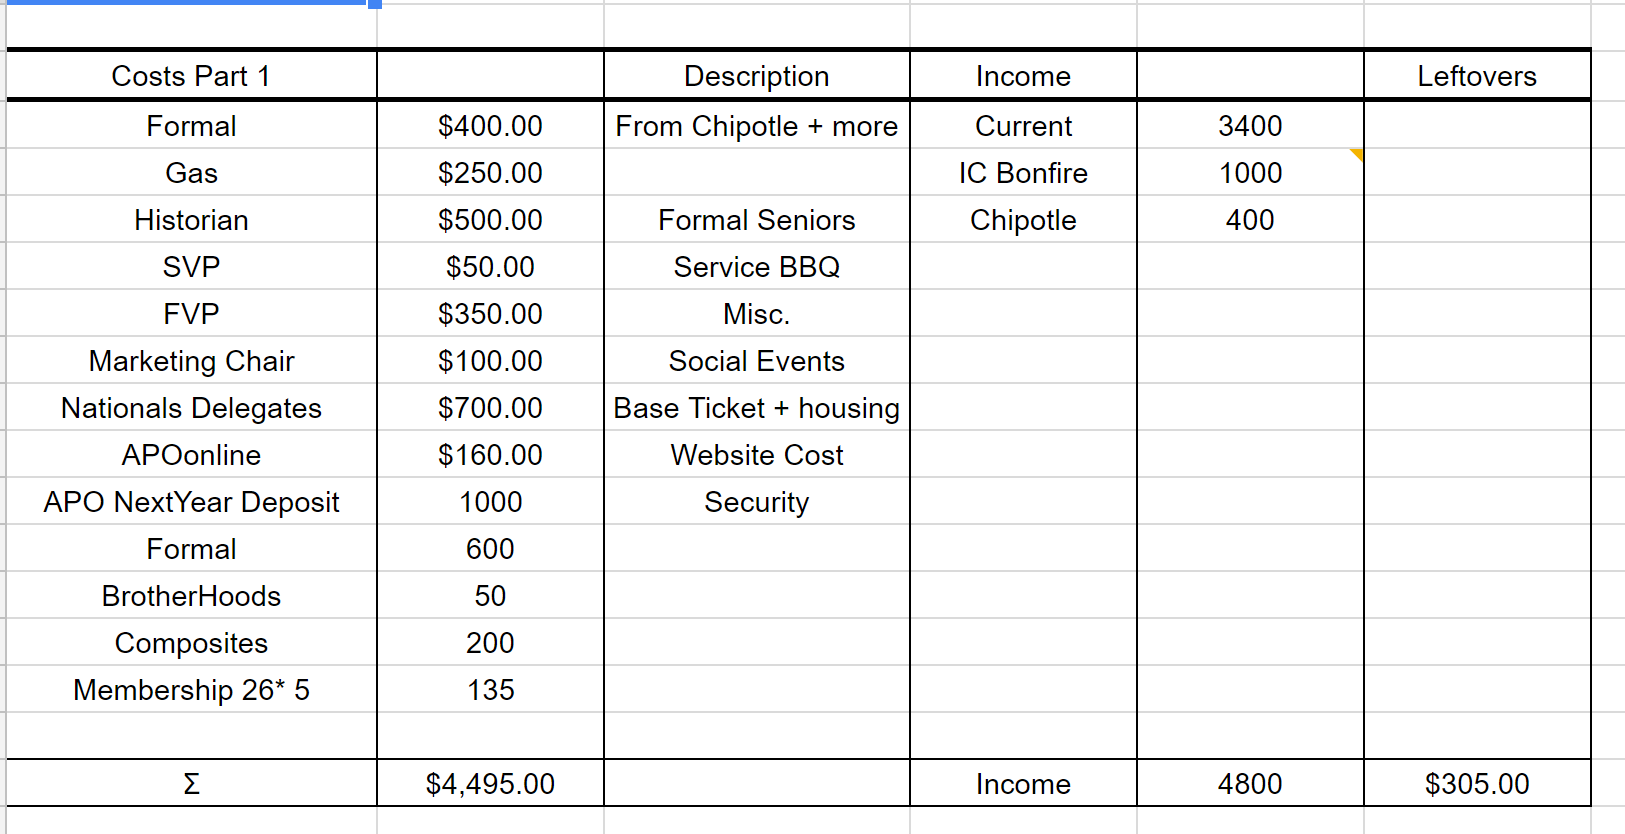 Costs Part 1 Description Income Leftovers
Formal $400.00 From Chipotle + more Current 3400
Gas $250.00 IC Bonfire 1000
Historian $500.00 Formal Seniors Chipotle 400
SVP $50.00 Service BBQ
FVP $350.00 Misc.
Marketing Chair $100.00 Social Events
Nationals Delegates $700.00 Base Ticket + housing
APOonline $160.00 Website Cost
APO NextYear Deposit 1000 Security
Formal 600
BrotherHoods 50
Composites 200
Membership 26* 5 135
Σ $4,495.00 Income 4800 $305.00